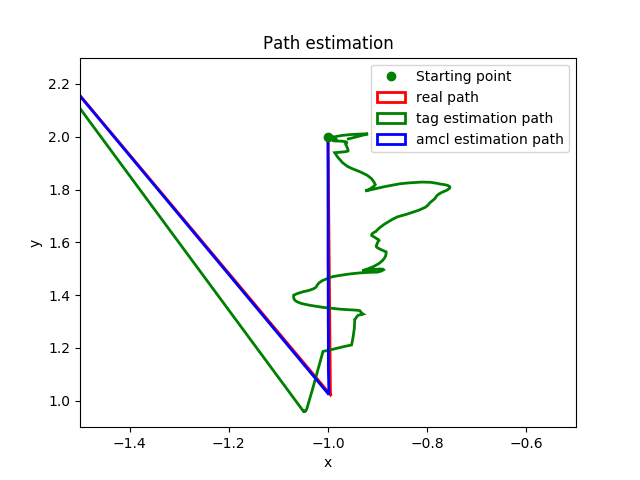 Path estimation
Starting point
real path
tag estimation path
amcl estimation path
2.2
2.0
1.8
1.6
1.4
1.2
1.0
y
−1.4
−1.2
−1.0
−0.8
−0.6
x